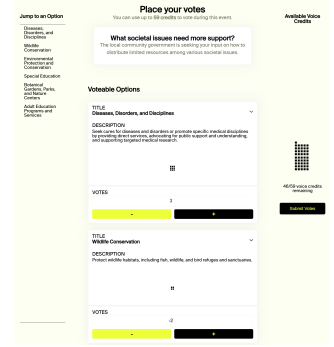 Jump to an Option
Diseases,
Disorders, and
Disciplines
Wildlife
Conservation
Environmental
Protection and
Conservation
Special Education
Botanical
Gardens, Parks,
and Nature
Centers
Adult Education
Programs and
Services
Place your votes
You can use up to 59 credits to vote during this event.
What societal issues need more support?
The local community government is seeking your input on how to
distribute limited resources among various societal issues.
Voteable Options
TITLE
Diseases, Disorders, and Disciplines
DESCRIPTION
Seek cures for diseases and disorders or promote specific medical disciplines
by providing direct services, advocating for public support and understanding,
and supporting targeted medical research.
VOTES
3
-
+
TITLE
Wildlife Conservation
DESCRIPTION
Protect wildlife habitats, including fish, wildlife, and bird refuges and sanctuaries.
VOTES
-2
-
+
Available Voice
Credits
46/59 voice credits
remaining
Submit Votes